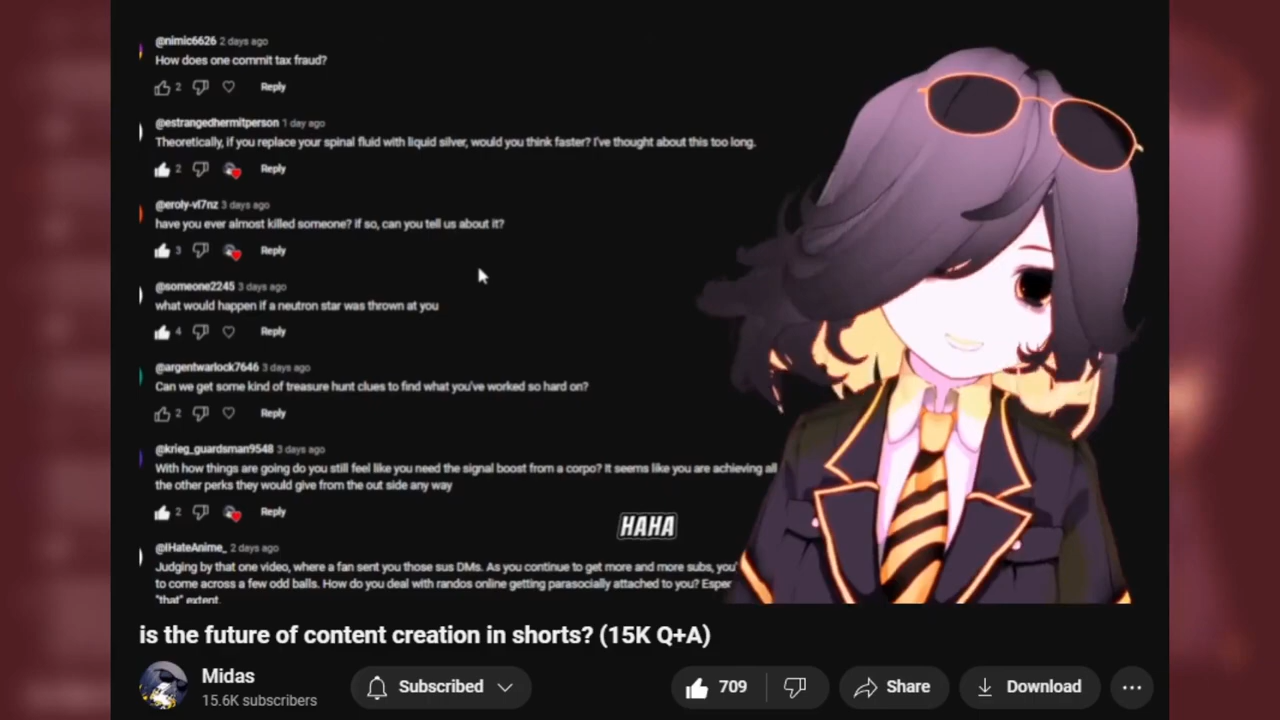 @nimic6626 2 days ago
How does one commit tax fraud?
2 Reply
@estrangedhermitperson 1 day ago
Theoretically, if you replace your spinal fluid with liquid silver, would you think faster? I've thought about this too long.
2 Reply
@eroly-vl7nz 3 days ago
have you ever almost killed someone? If so, can you tell us about it?
3 Reply
@someone2245 3 days ago
what would happen if a neutron star was thrown at you
4 Reply
@argentwarlock7646 3 days ago
Can we get some kind of treasure hunt clues to find what you've worked so hard on?
2 Reply
@krieg_guardsman9548 3 days ago
With how things are going do you still feel like you need the signal boost from a corpo? It seems like you are achieving all
the other perks they would give from the out side any way
2 Reply
HAHA
@IHateAnime_ 2 days ago
Judging by that one video, where a fan sent you those sus DMs. As you continue to get more and more subs, you'
to come across a few odd balls. How do you deal with randos online getting parasocially attached to you? Esper
"that" extent.
is the future of content creation in shorts? (15K Q+A)
Midas
15.6K subscribers
Subscribed
709
Share
Download